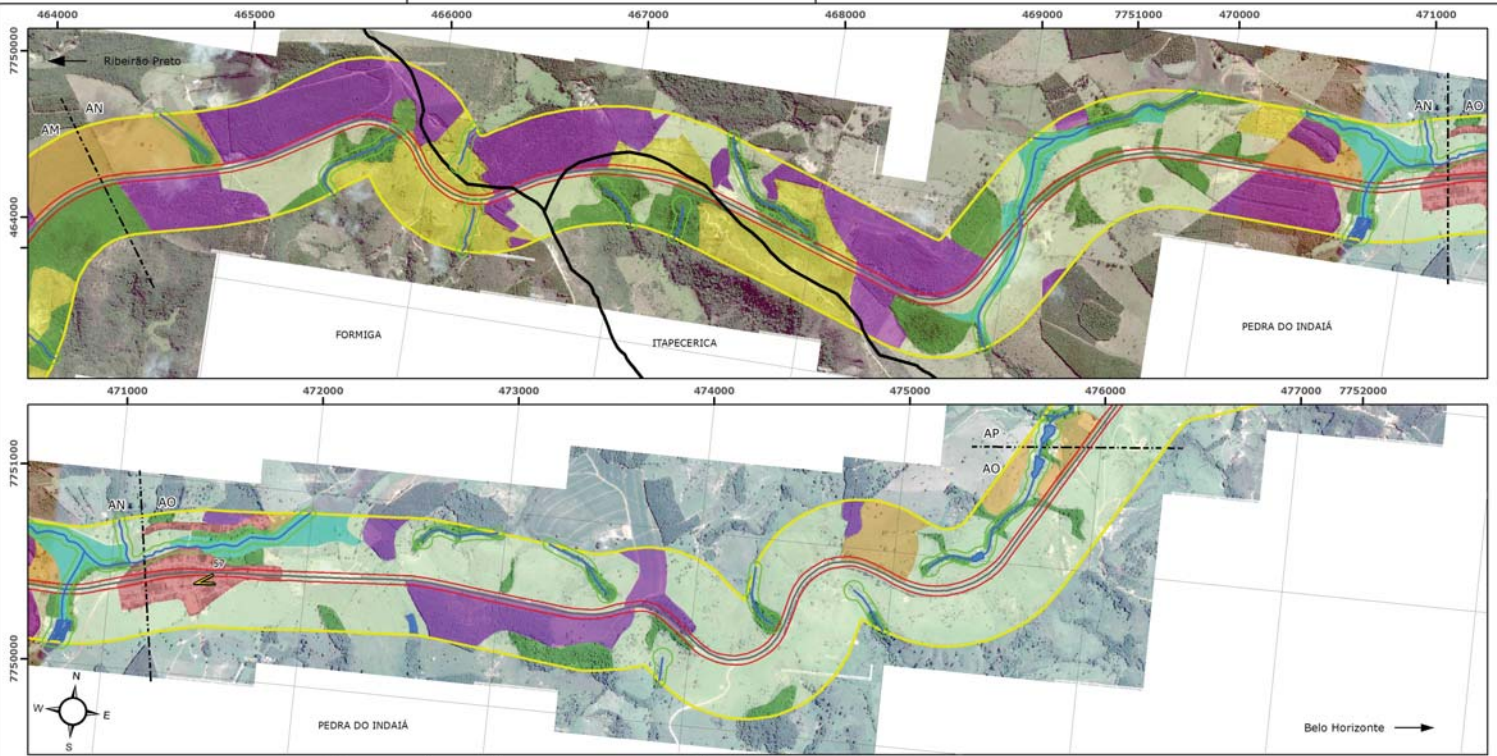 464000 465000 466000 467000 468000 469000 7751000 470000 471000
7750000
Ribeirão Preto
AN
AM
AN AO
464000
FORMIGA
ITAPECERICA
PEDRA DO INDAIÁ
471000 472000 473000 474000 475000 476000 477000 7752000
7751000
AP
AO
AN AO
57
7750000
N
W E
S
PEDRA DO INDAIÁ
Belo Horizonte